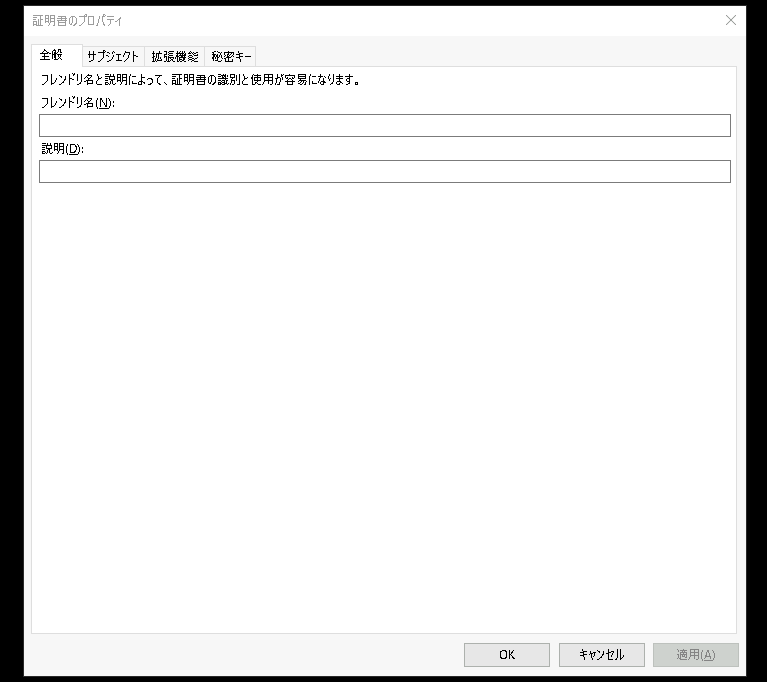 証明書のプロパティ
全般 サブジェクト 拡張機能 秘密キー
フレンドリ名と説明によって、証明書の識別と使用が容易になります。
フレンドリ名(N):
説明(D):
OK キャンセル 適用(A)